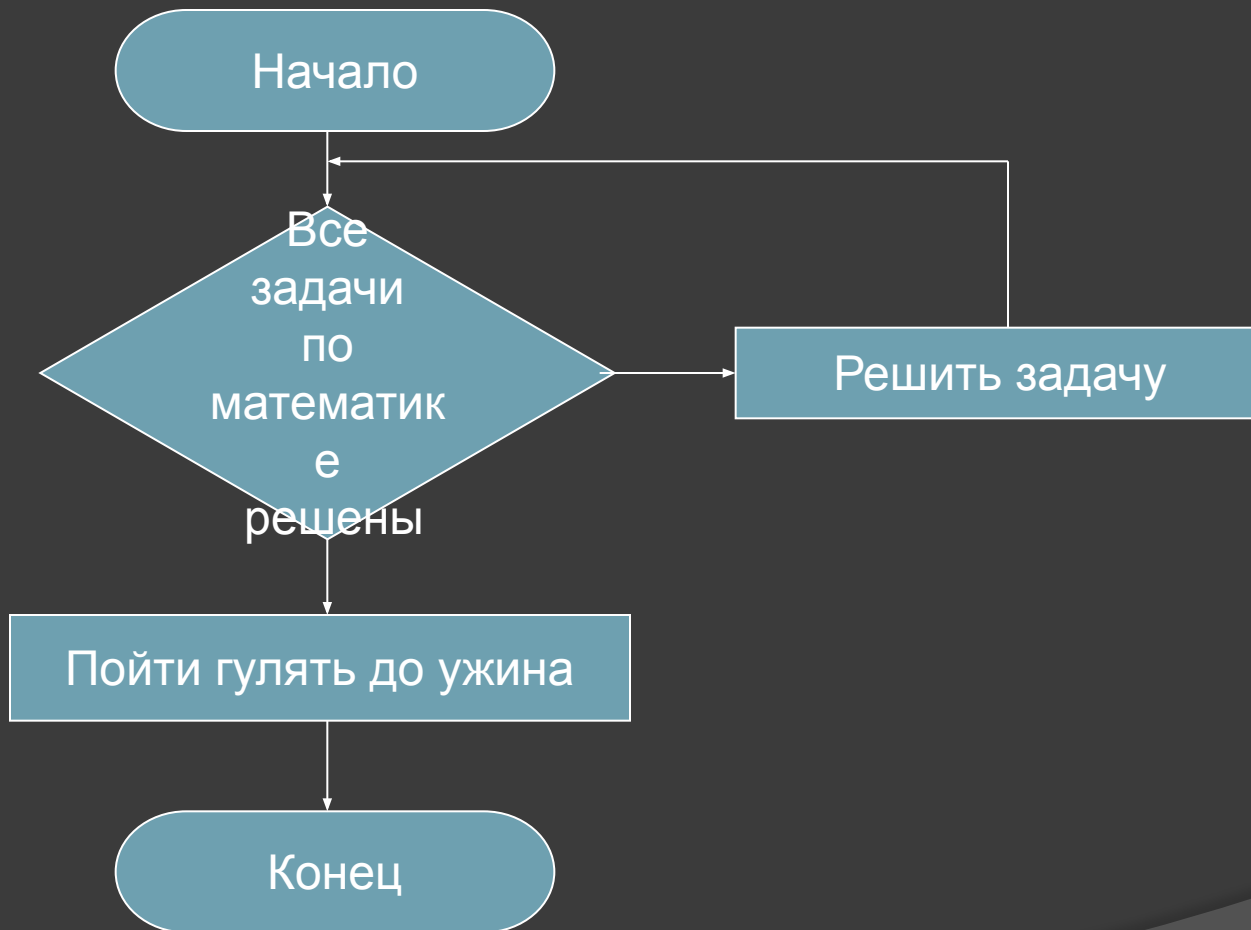 Начало
Все
задачи
по
математик
е
решены
Решить задачу
Пойти гулять до ужина
Конец